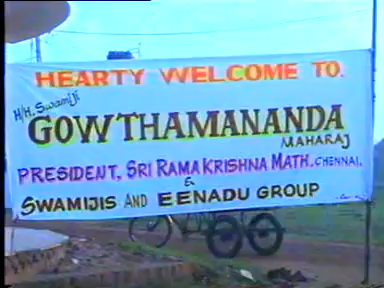 HEARTY WELCOME TO.
H/H. Swamiji
GOWTHAMANANDA
MAHARAJ
PRESIDENT, SRI RAMA KRISHNA MATH, CHENNAI,
&
SWAMIJIS AND EENADU GROUP